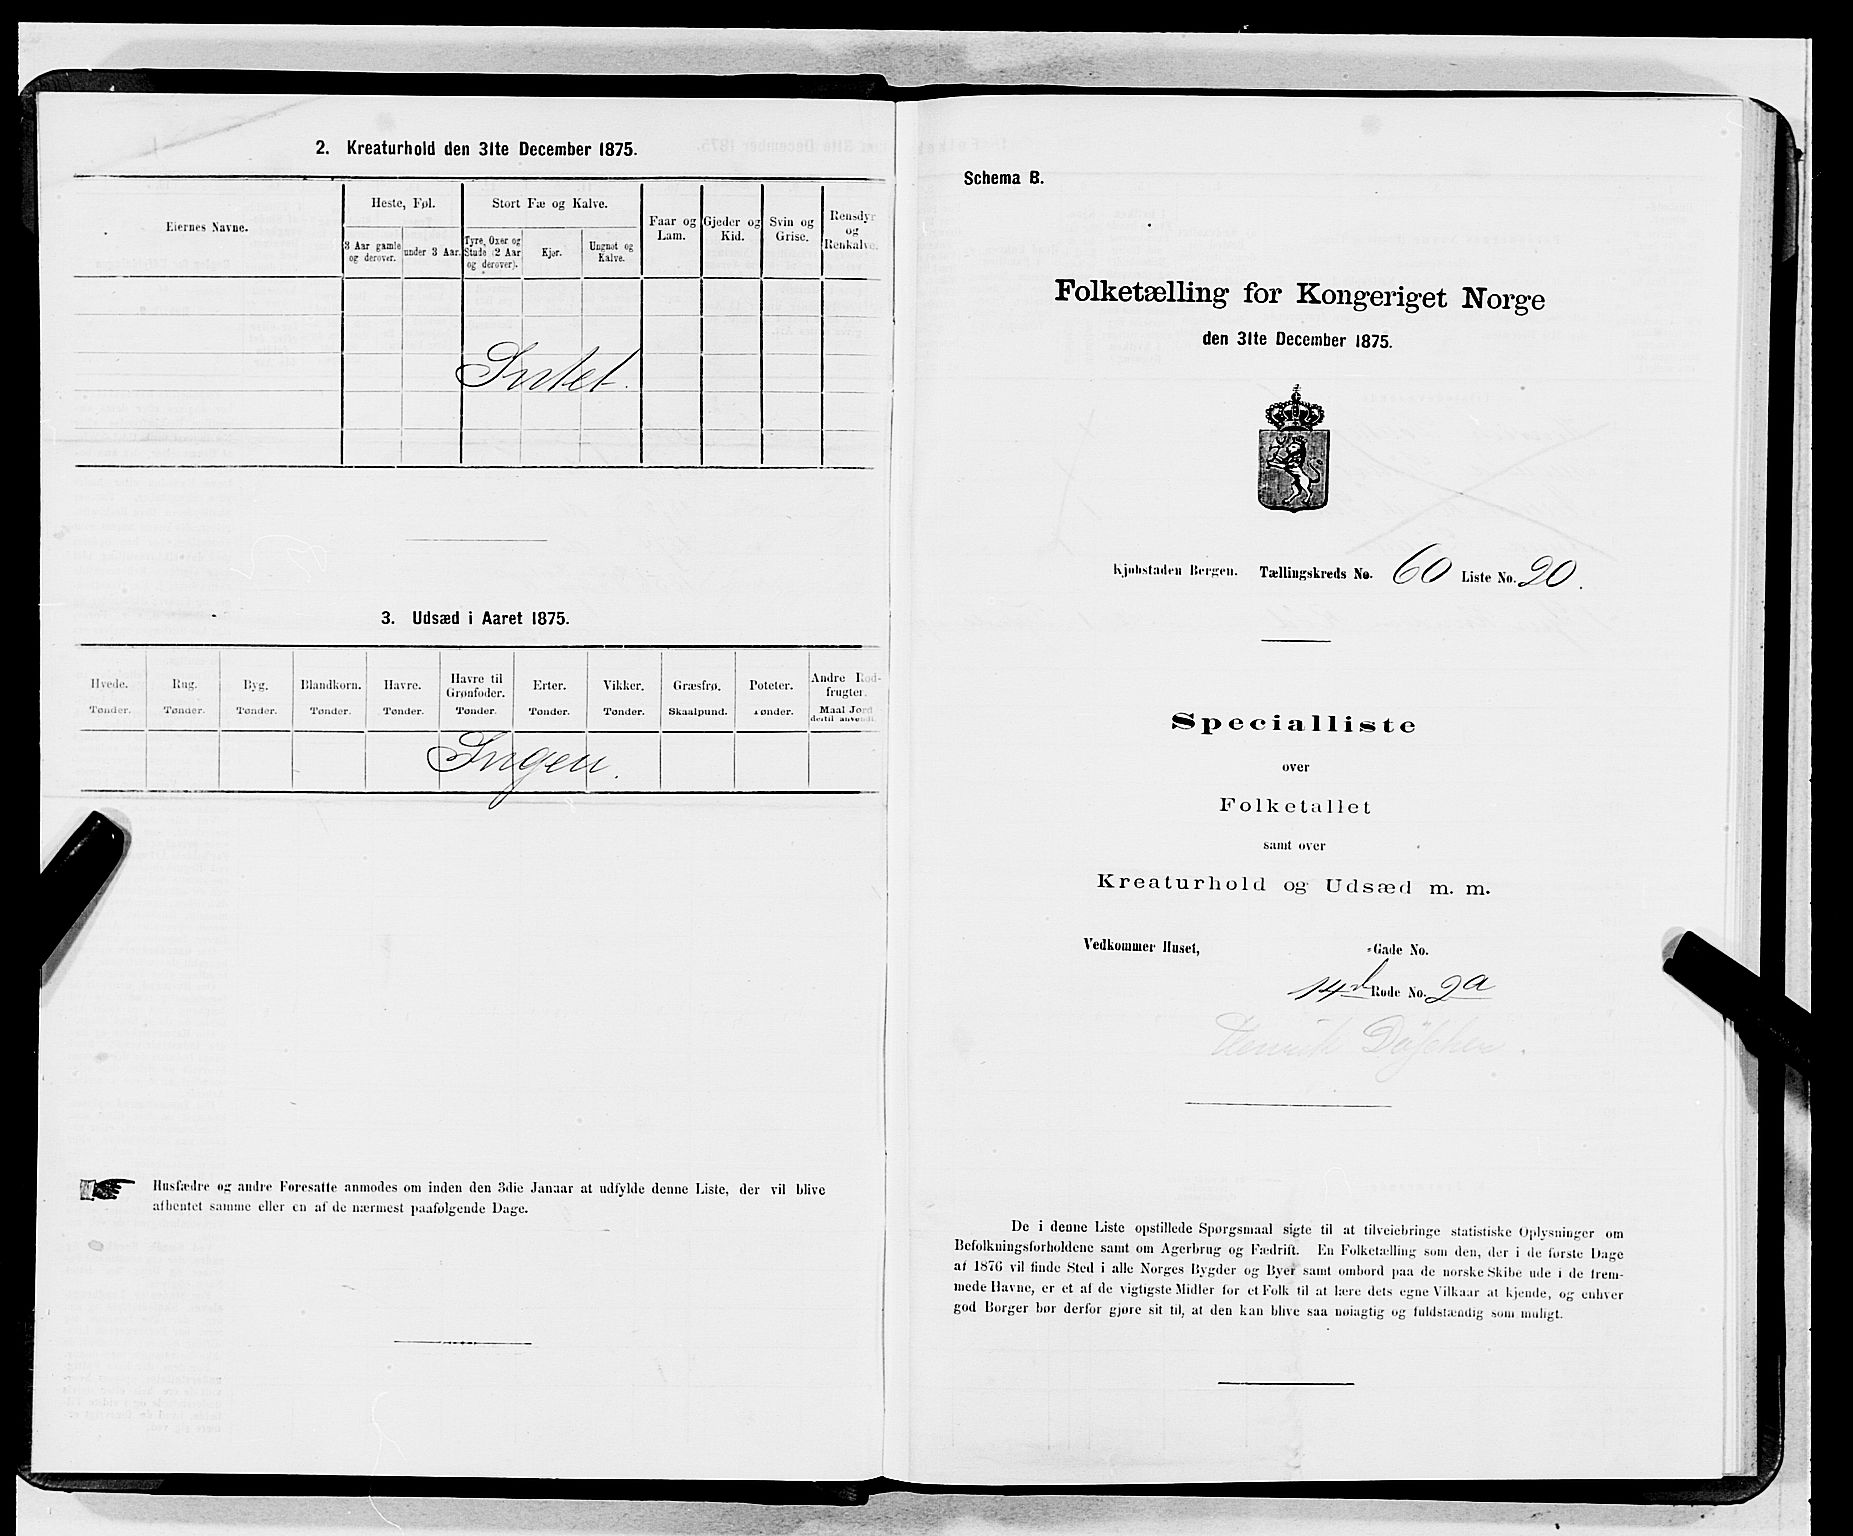 2. Kreaturhold den 31te December 1875.
Eiernes Navne.
Heste, Føl.
3 Aar gamle og derover.
under 3 Aar.
Stort Fæ og Kalve.
Tyre, Oxer og Stude (2 Aar og derover).
Kjør.
Ungnøt og Kalve.
Faar og Lam.
Gjeder og Kid.
Svin og Grise.
Rensdyr og Renkalve.
Intet.
3. Udsæd i Aaret 1875.
Hvede. Rug. Byg. Blandkorn. Havre. Havre til Grønfoder. Erter. Vikker. Græsfrø. Poteter. Andre Rodfrugter.
Tønder. Tønder. Tønder. Tønder. Tønder. Tønder. Tønder. Tønder. Skaalpund. Tønder. Maal Jord dertil anvendt.
Ingen.
Husfædre og andre Foresatte anmodes om inden den 3die Januar at udfylde denne Liste, der vil blive
afhentet samme eller en af de nærmest paafølgende Dage.
Schema B.
Folketælling for Kongeriget Norge
den 31te December 1875.
Kjøbstaden Bergen. Tællingskreds No. 60 Liste No. 20.
Specialliste
over
Folketallet
samt over
Kreaturhold og Udsæd m. m.
Vedkommer Huset, -Gade No.
14d Rode No. 2a
De i denne Liste opstillede Spørgsmaal sigte til at tilveiebringe statistiske Oplysninger om
Befolkningsforholdene samt om Agerbrug og Fædrift. En Folketælling som den, der i de første Dage
af 1876 vil finde Sted i alle Norges Bygder og Byer samt ombord paa de norske Skibe ude i de frem-
mede Havne, er et af de vigtigste Midler for et Folk til at lære dets egne Vilkaar at kjende, og enhver
god Borger bør derfor gjøre sit til, at den kan blive saa nøiagtig og fuldstændig som muligt.